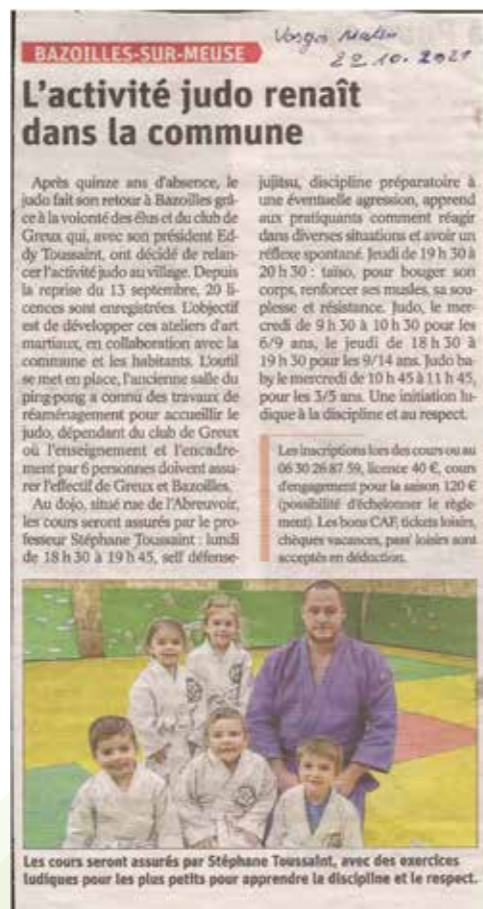 Vosges Matin
22.10.2021
BAZOILLES-SUR-MEUSE
L'activité judo renaît
dans la commune
Après quinze ans d'absence, le
judo fait son retour à Bazoilles grâ-
ce à la volonté des élus et du club de
Greux qui, avec son président Ed-
dy Toussaint, ont décidé de relan-
cer l'activité judo au village. Depuis
la reprise du 13 septembre, 20 li-
cences sont enregistrées. L'objectif
est de développer ces ateliers d'art
martiaux, en collaboration avec la
commune et les habitants. L'outil
se met en place, l'ancienne salle du
ping-pong a connu des travaux de
réaménagement pour accueillir le
judo, dépendant du club de Greux
où l'enseignement et l'encadre-
ment par 6 personnes doivent assu-
rer l'effectif de Greux et Bazoilles.
Au dojo, situé rue de l'Abreuvoir,
les cours seront assurés par le pro-
fesseur Stéphane Toussaint : lundi
de 18 h 30 à 19 h 45, self défense-
jujitsu, discipline préparatoire à
une éventuelle agression, apprend
aux pratiquants comment réagir
dans diverses situations et avoir un
réflexe spontané. Jeudi de 19 h 30 à
20 h 30 : taïso, pour bouger son
corps, renforcer ses musles, sa sou-
plesse et résistance. Judo, le mer-
credi de 9 h 30 à 10 h 30 pour les
6/9 ans, le jeudi de 18 h 30 à
19 h 30 pour les 9/14 ans. Judo ba-
by le mercredi de 10 h 45 à 11 h 45,
pour les 3/5 ans. Une initiation lu-
dique à la discipline et au respect.
Les inscriptions lors des cours ou au
06 30 26 87 59, licence 40 €, cours
d'engagement pour la saison 120 €
(possibilité d'échelonner le règle-
ment). Les bons CAF, tickets loisirs,
chèques vacances, pass' loisirs sont
acceptés en déduction.
Les cours seront assurés par Stéphane Toussaint, avec des exercices
ludiques pour les plus petits pour apprendre la discipline et le respect.